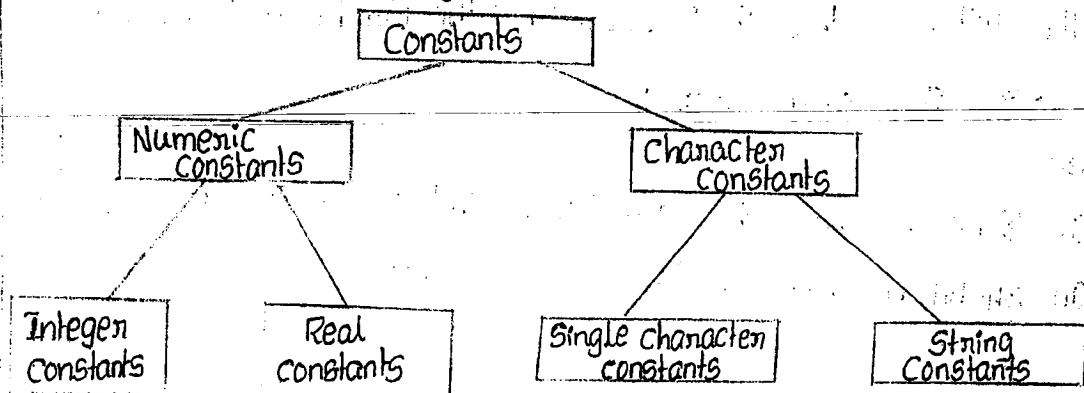 Constants
Numeric
constants
Character
constants
Integer
constants
Real
constants
Single character
constants
String
Constants